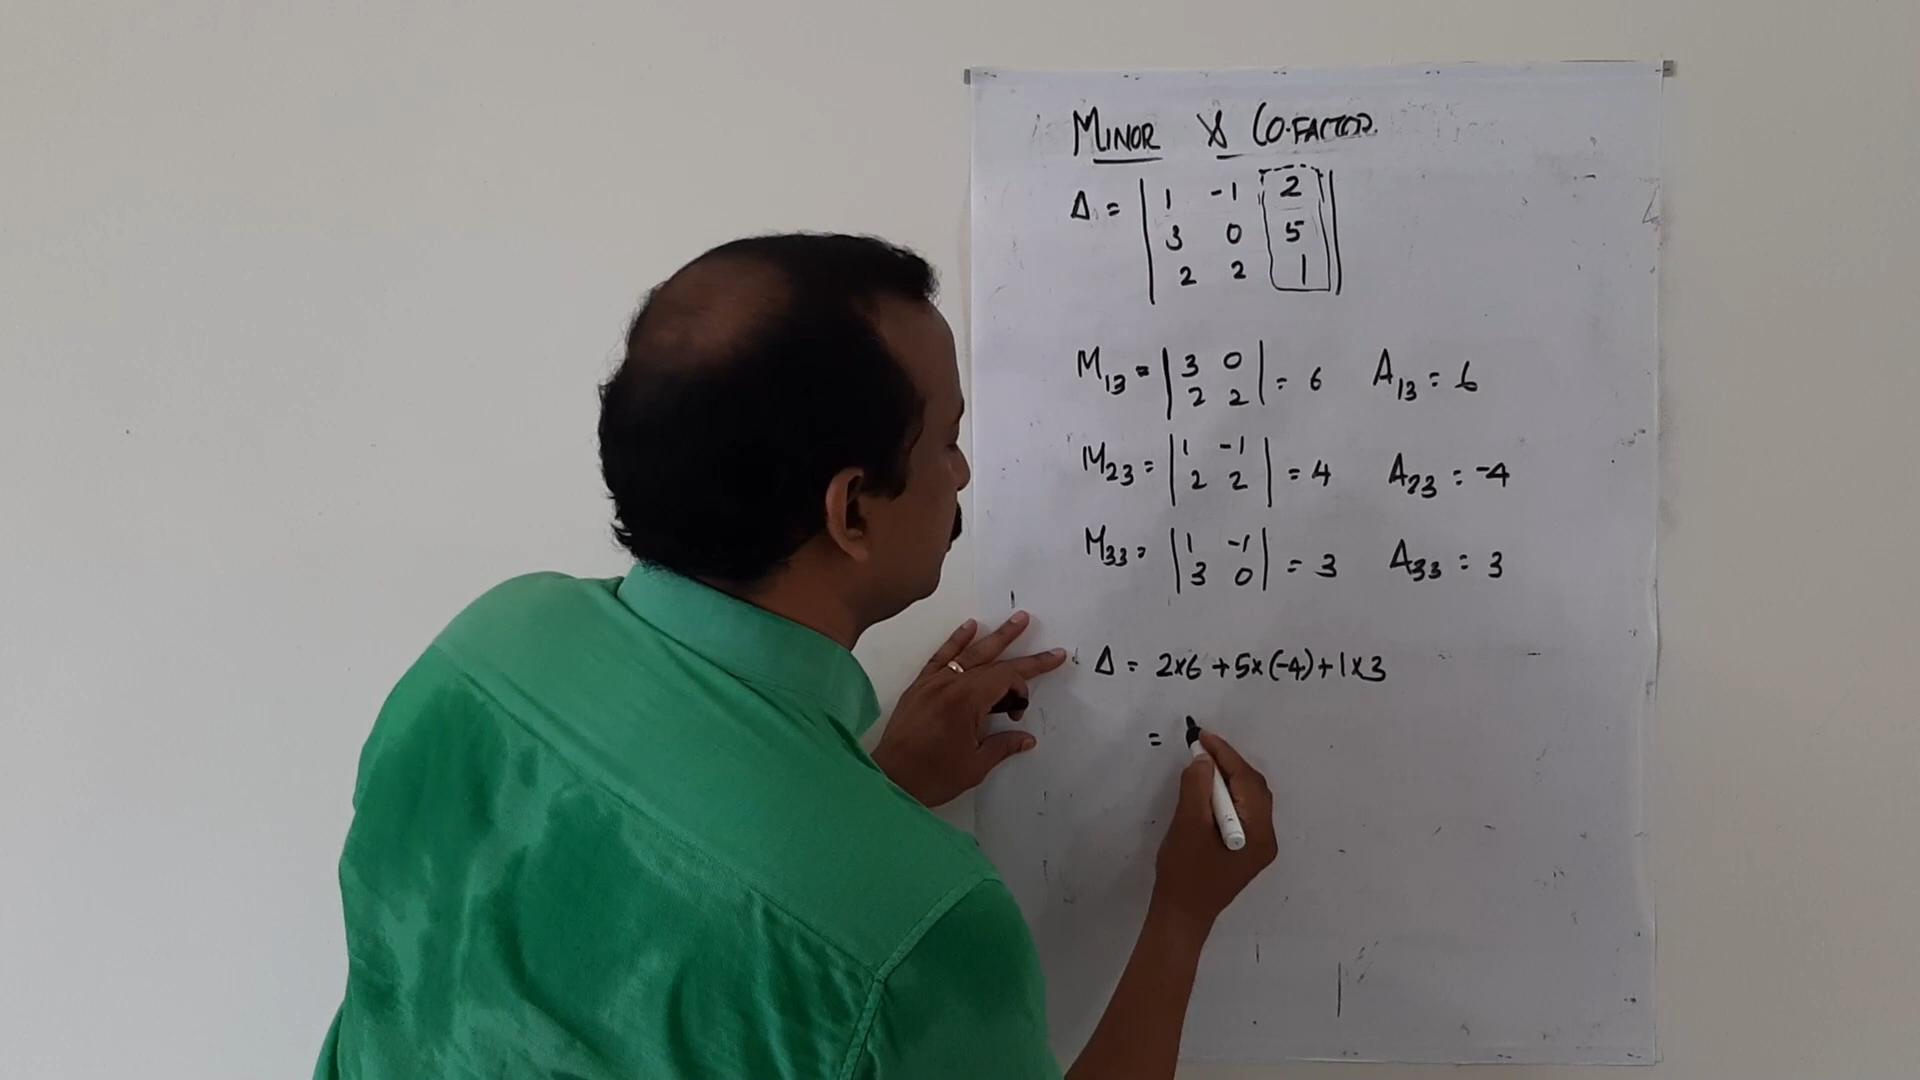 MINOR & CO.FACTOR.
Δ = | 1 -1 2 |
| 3 0 5 |
| 2 2 1 |
M13 = | 3 0 | = 6 A13 = 6
| 2 2 |
M23 = | 1 -1 | = 4 A23 = -4
| 2 2 |
M33 = | 1 -1 | = 3 A33 = 3
| 3 0 |
Δ = 2×6 + 5×(-4) + 1×3
=